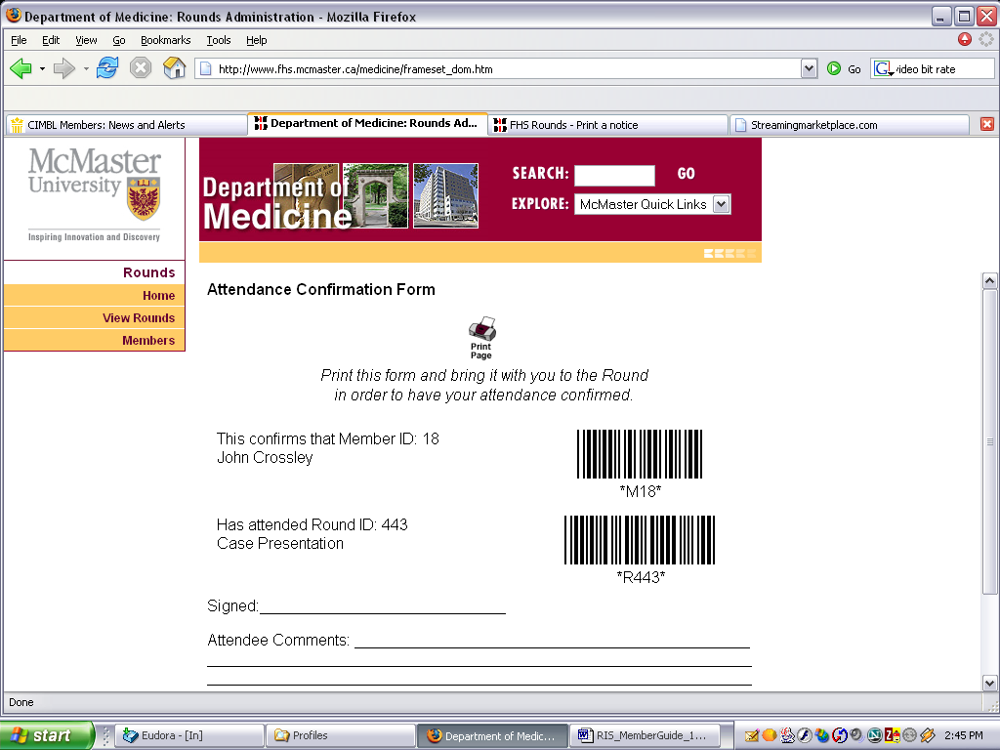 Department of Medicine: Rounds Administration - Mozilla Firefox
File Edit View Go Bookmarks Tools Help
http://www.fhs.mcmaster.ca/medicine/frameset_dom.htm Go video bit rate
CIMBL Members: News and Alerts Department of Medicine: Rounds Ad... FHS Rounds - Print a notice Streamingmarketplace.com
McMaster
University
Inspiring Innovation and Discovery
Department of
Medicine
SEARCH: GO
EXPLORE: McMaster Quick Links
Rounds
Home
View Rounds
Members
Attendance Confirmation Form
Print
Page
Print this form and bring it with you to the Round
in order to have your attendance confirmed.
This confirms that Member ID: 18
John Crossley
*M18*
Has attended Round ID: 443
Case Presentation
*R443*
Signed:
Attendee Comments:
Done
start Eudora - [In] Profiles Department of Medic... RIS_MemberGuide_1... 2:45 PM